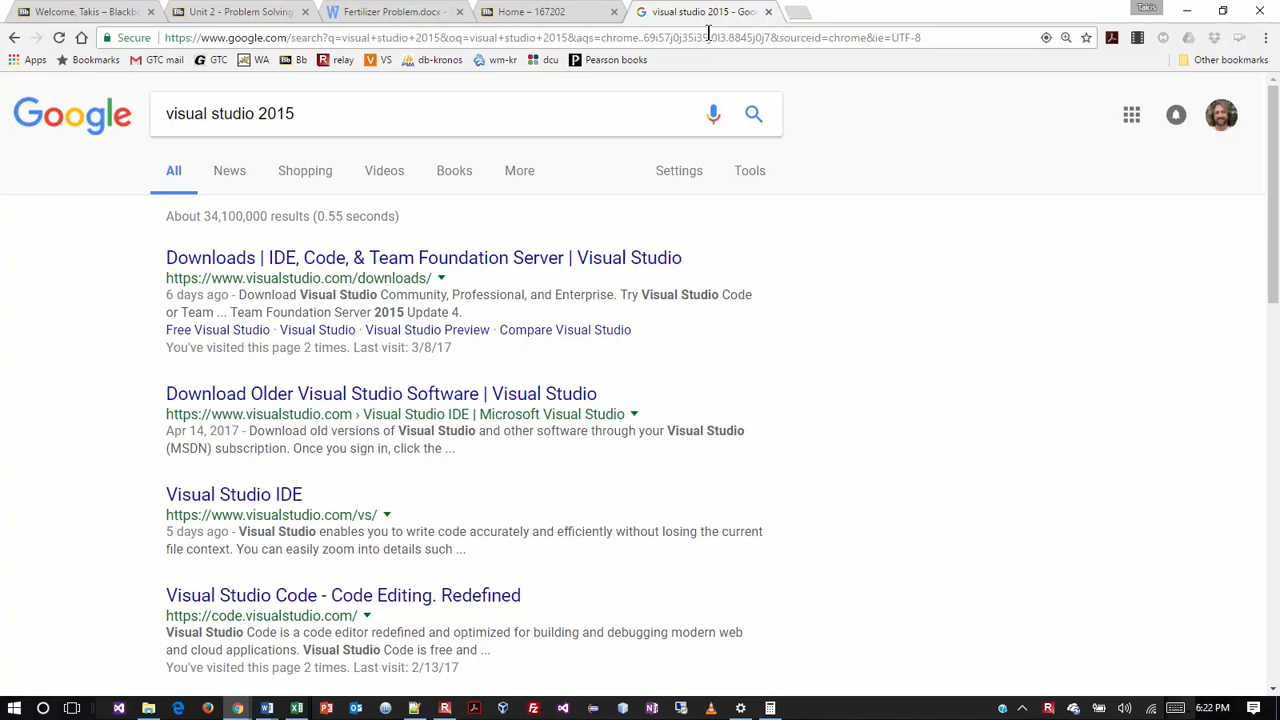 Welcome, Takis – Blackb
Unit 2 - Problem Solving
Fertilizer Problem.docx -
Home – 167202
visual studio 2015 - Goo
Takis
Secure
https://www.google.com/search?q=visual+studio+2015&oq=visual+studio+2015&aqs=chrome..69i57j0j35i39j0l3.8845j0j7&sourceid=chrome&ie=UTF-8
Apps
Bookmarks
GTC mail
GTC
WA
Bb
relay
VS
db-kronos
wm-kr
dcu
Pearson books
Other bookmarks
Google
visual studio 2015
All
News
Shopping
Videos
Books
More
Settings
Tools
About 34,100,000 results (0.55 seconds)
Downloads | IDE, Code, & Team Foundation Server | Visual Studio
https://www.visualstudio.com/downloads/
6 days ago - Download Visual Studio Community, Professional, and Enterprise. Try Visual Studio Code
or Team ... Team Foundation Server 2015 Update 4.
Free Visual Studio · Visual Studio · Visual Studio Preview · Compare Visual Studio
You've visited this page 2 times. Last visit: 3/8/17
Download Older Visual Studio Software | Visual Studio
https://www.visualstudio.com › Visual Studio IDE | Microsoft Visual Studio
Apr 14, 2017 - Download old versions of Visual Studio and other software through your Visual Studio
(MSDN) subscription. Once you sign in, click the ...
Visual Studio IDE
https://www.visualstudio.com/vs/
5 days ago - Visual Studio enables you to write code accurately and efficiently without losing the current
file context. You can easily zoom into details such ...
Visual Studio Code - Code Editing. Redefined
https://code.visualstudio.com/
Visual Studio Code is a code editor redefined and optimized for building and debugging modern web
and cloud applications. Visual Studio Code is free and ...
You've visited this page 2 times. Last visit: 2/13/17
6:22 PM